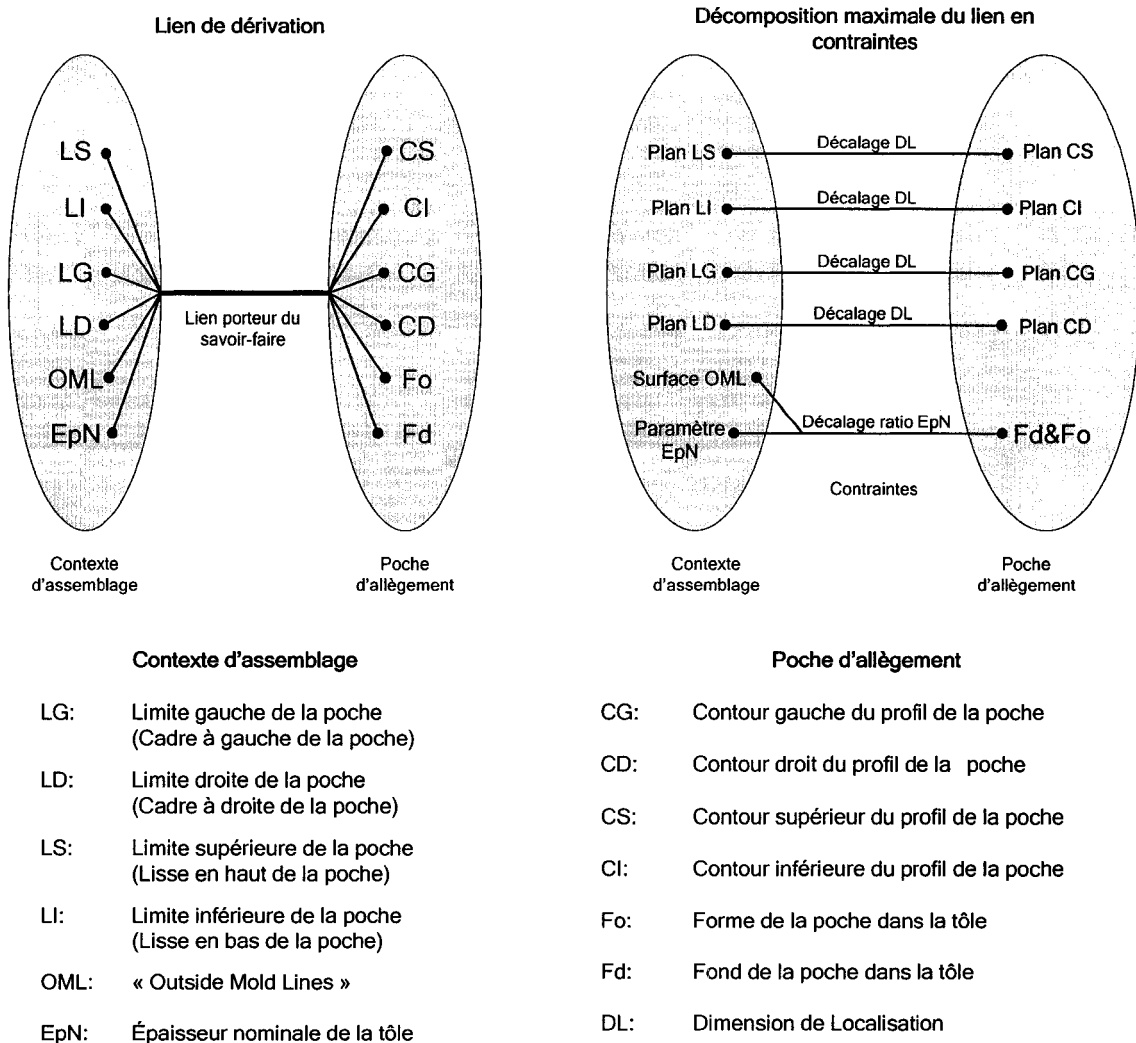 Lien de dérivation
LS
LI
LG
LD
OML
EpN
Lien porteur du
savoir-faire
CS
CI
CG
CD
Fo
Fd
Contexte
d'assemblage
Poche
d'allègement
Décomposition maximale du lien en
contraintes
Plan LS
Décalage DL
Plan CS
Plan LI
Décalage DL
Plan CI
Plan LG
Décalage DL
Plan CG
Plan LD
Décalage DL
Plan CD
Surface OML
Paramètre
EpN
Décalage ratio EpN
Fd&Fo
Contraintes
Contexte
d'assemblage
Poche
d'allègement
Contexte d'assemblage
LG: Limite gauche de la poche
(Cadre à gauche de la poche)
LD: Limite droite de la poche
(Cadre à droite de la poche)
LS: Limite supérieure de la poche
(Lisse en haut de la poche)
LI: Limite inférieure de la poche
(Lisse en bas de la poche)
OML: « Outside Mold Lines »
EpN: Épaisseur nominale de la tôle
Poche d'allègement
CG: Contour gauche du profil de la poche
CD: Contour droit du profil de la poche
CS: Contour supérieur du profil de la poche
CI: Contour inférieure du profil de la poche
Fo: Forme de la poche dans la tôle
Fd: Fond de la poche dans la tôle
DL: Dimension de Localisation